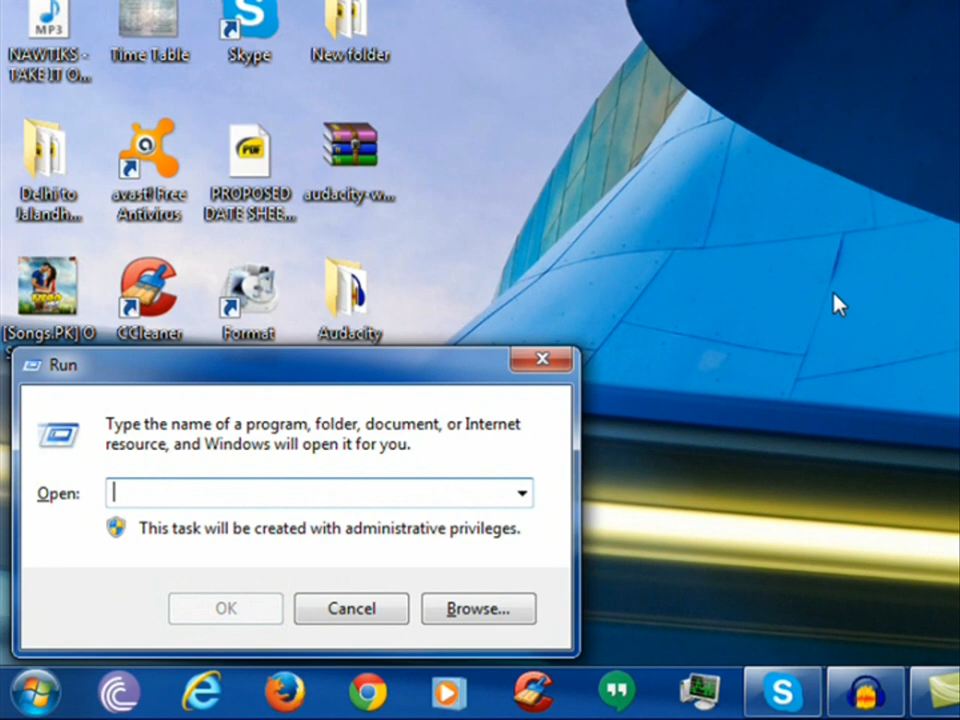 MP3
NAWTIKS - Time Table Skype New folder
TAKE IT O...
Delhi to avast! Free PROPOSED audacity-w...
Jalandh... Antivirus DATE SHEE...
[Songs.PK] O CCleaner Format Audacity
Run
Type the name of a program, folder, document, or Internet
resource, and Windows will open it for you.
Open:
This task will be created with administrative privileges.
OK Cancel Browse...